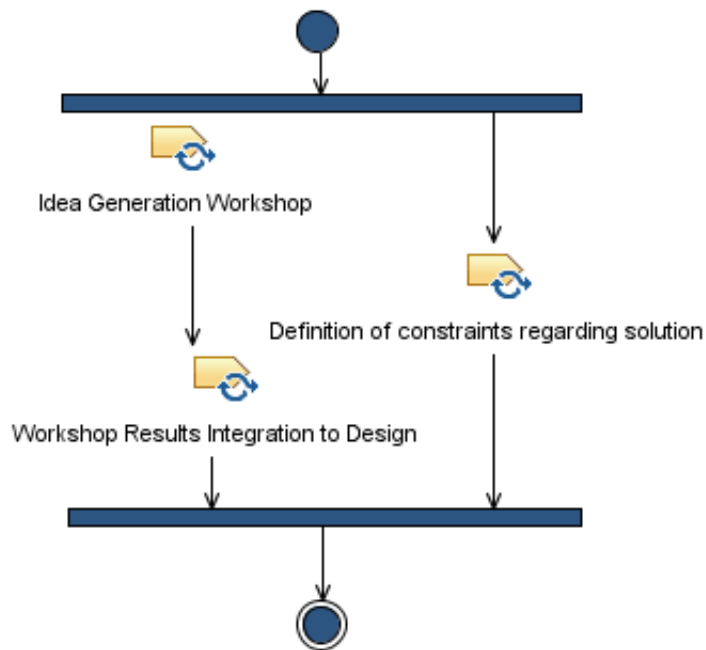 Idea Generation Workshop
Definition of constraints regarding solution
Workshop Results Integration to Design